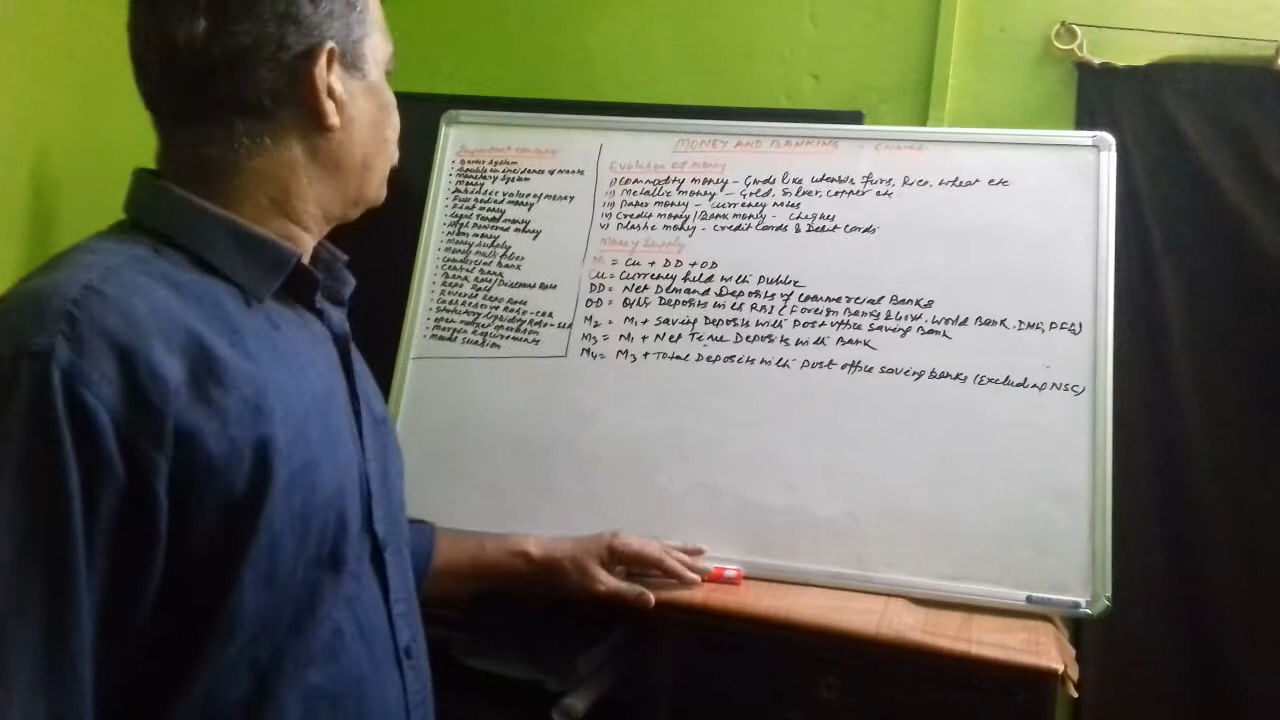 Important concepts
• Barter System
• Double coincidence of wants
• Monetary System
• Money
• Intrinsic value of money
• Full bodied money
• Fiat money
• Legal Tender money
• High Powered money
• Near money
• Money Supply
• Money multiplier
• Commercial Bank
• Central Bank
• Bank Rate/Discount Rate
• Repo Rate
• Reverse Repo Rate
• Cash Reserve Ratio - CRR
• Statutory Liquidity Ratio - SLR
• Open market operation
• Margin Requirements
• Moral Suasion
MONEY AND BANKING -
Evolution of money
i) Commodity money - Goods like utensils, furs, Rice, wheat etc
ii) Metallic money - Gold, Silver, copper etc
iii) Paper money - currency notes
iv) Credit money/Bank money - cheques
v) Plastic money - credit Cards & Debit Cards
Money Supply
M1 = Cu + DD + OD
Cu = Currency held with Public
DD = Net Demand Deposits of Commercial Banks
OD = Other Deposits with RBI (Foreign Banks & Govt, World Bank,
M2 = M1 + Saving Deposits with Post office Saving Bank
M3 = M1 + Net Time Deposits with Bank
M4 = M3 + Total Deposits with Post office saving banks (Excluding NSC)